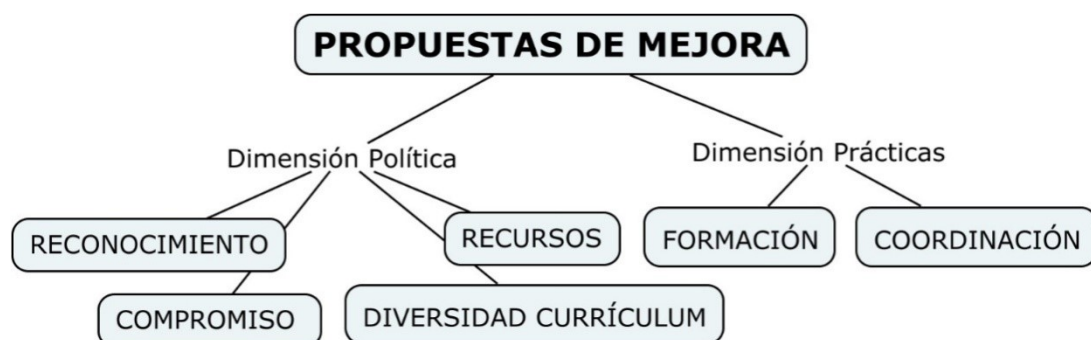 PROPUESTAS DE MEJORA
Dimensión Política
Dimensión Prácticas
RECONOCIMIENTO
RECURSOS
FORMACIÓN
COORDINACIÓN
COMPROMISO
DIVERSIDAD CURRÍCULUM